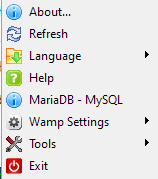 About...
Refresh
Language
Help
MariaDB - MySQL
Wamp Settings
Tools
Exit